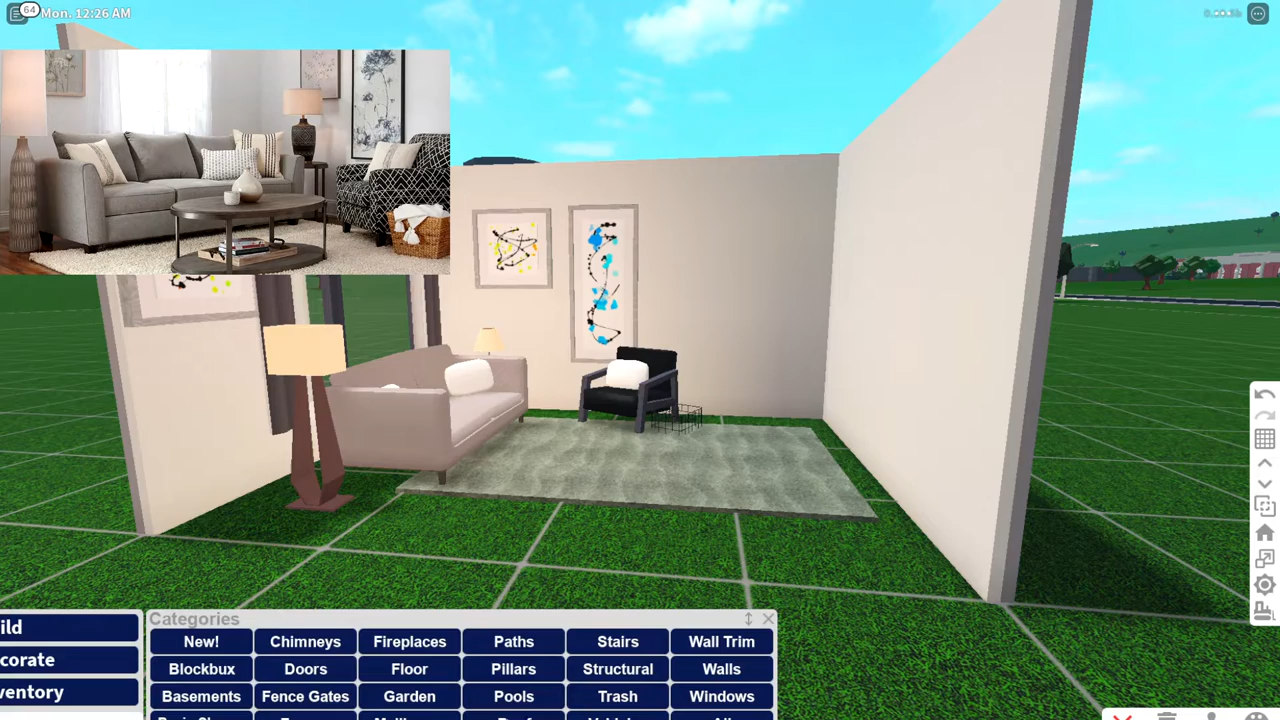 64 Mon. 12:26 AM
Categories
ild
New! Chimneys Fireplaces Paths Stairs Wall Trim
corate
Blockbux Doors Floor Pillars Structural Walls
ventory
Basements Fence Gates Garden Pools Trash Windows